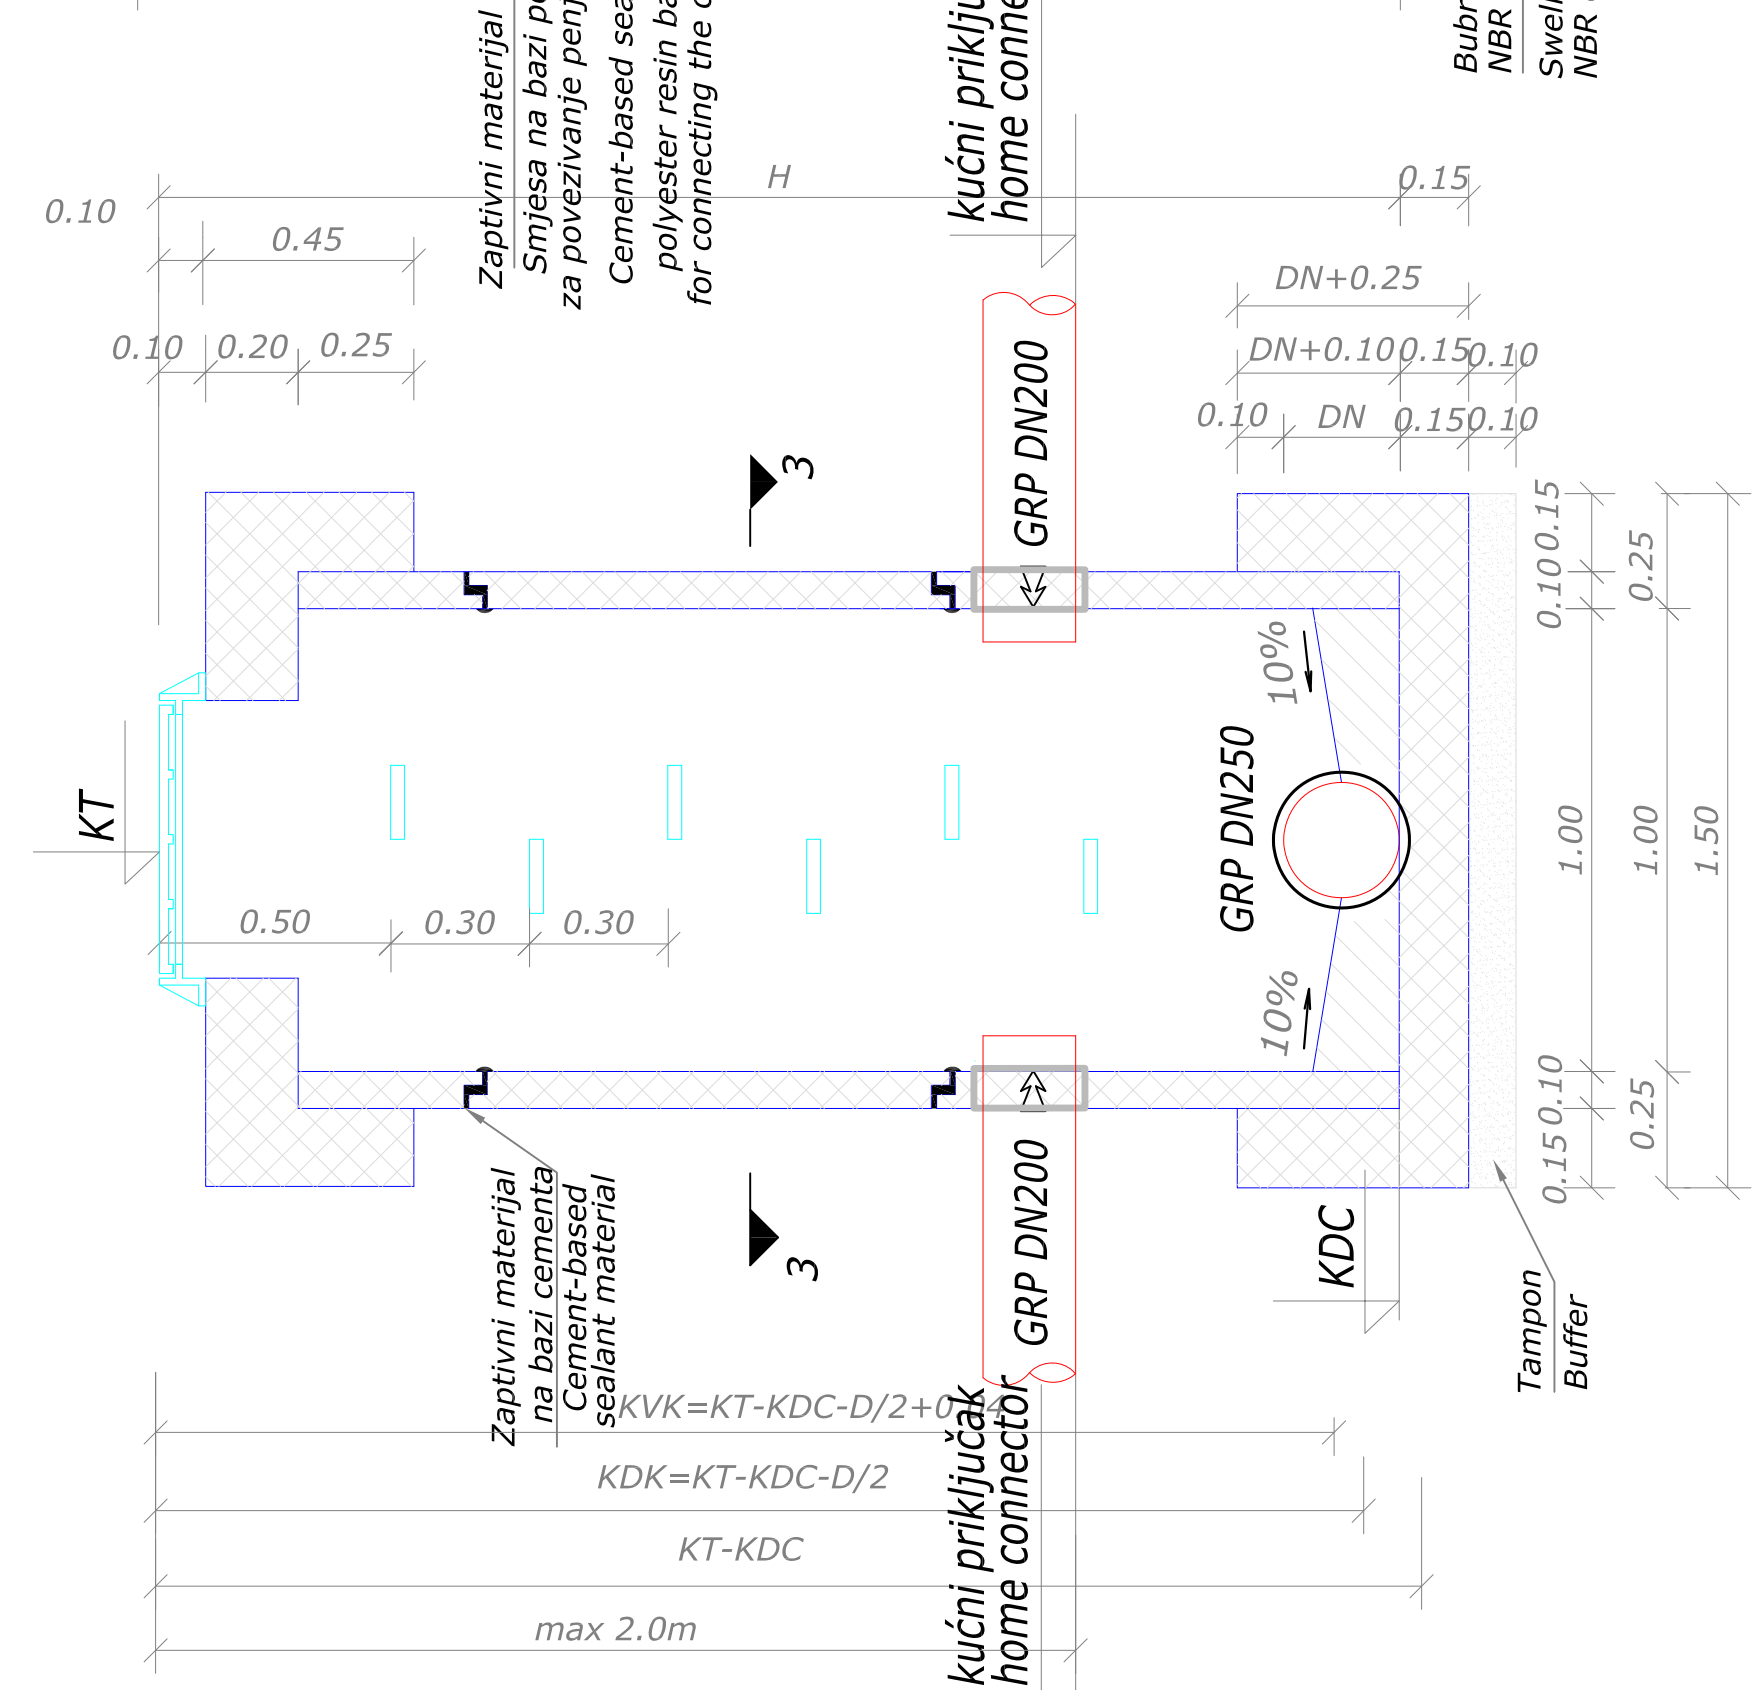 Zaptivni materijal
Smjesa na bazi
za povezivanje
Cement-based
polyester resin
for connecting the
kućni
home
NBR
NBR
H
0.15
0.10
0.45
DN+0.25
0.10
0.20
0.25
DN+0.10
0.15
0.10
0.10
DN
0.15
0.10
GRP DN200
3
0.15
0.10
0.25
10%
KT
GRP DN250
1.00
1.00
1.50
0.50
0.30
0.30
10%
0.10
0.15
0.25
Zaptivni materijal
na bazi cementa
Cement-based
sealant material
3
GRP DN200
KDC
Tampon
Buffer
kućni priključak
home connector
KVK=KT-KDC-D/2+0.04
KDK=KT-KDC-D/2
KT-KDC
max 2.0m